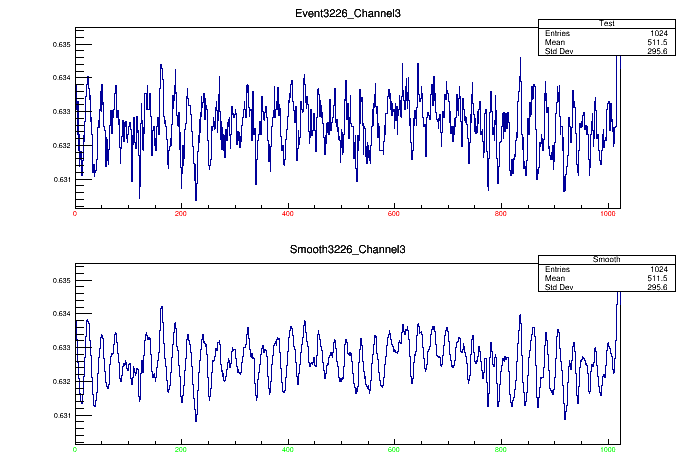 Event3226_Channel3
Test
Entries 1024
Mean 511.5
Std Dev 295.6
0.635
0.634
0.633
0.632
0.631
0 200 400 600 800 1000
Smooth3226_Channel3
Smooth
Entries 1024
Mean 511.5
Std Dev 295.6
0.635
0.634
0.633
0.632
0.631
0 200 400 600 800 1000